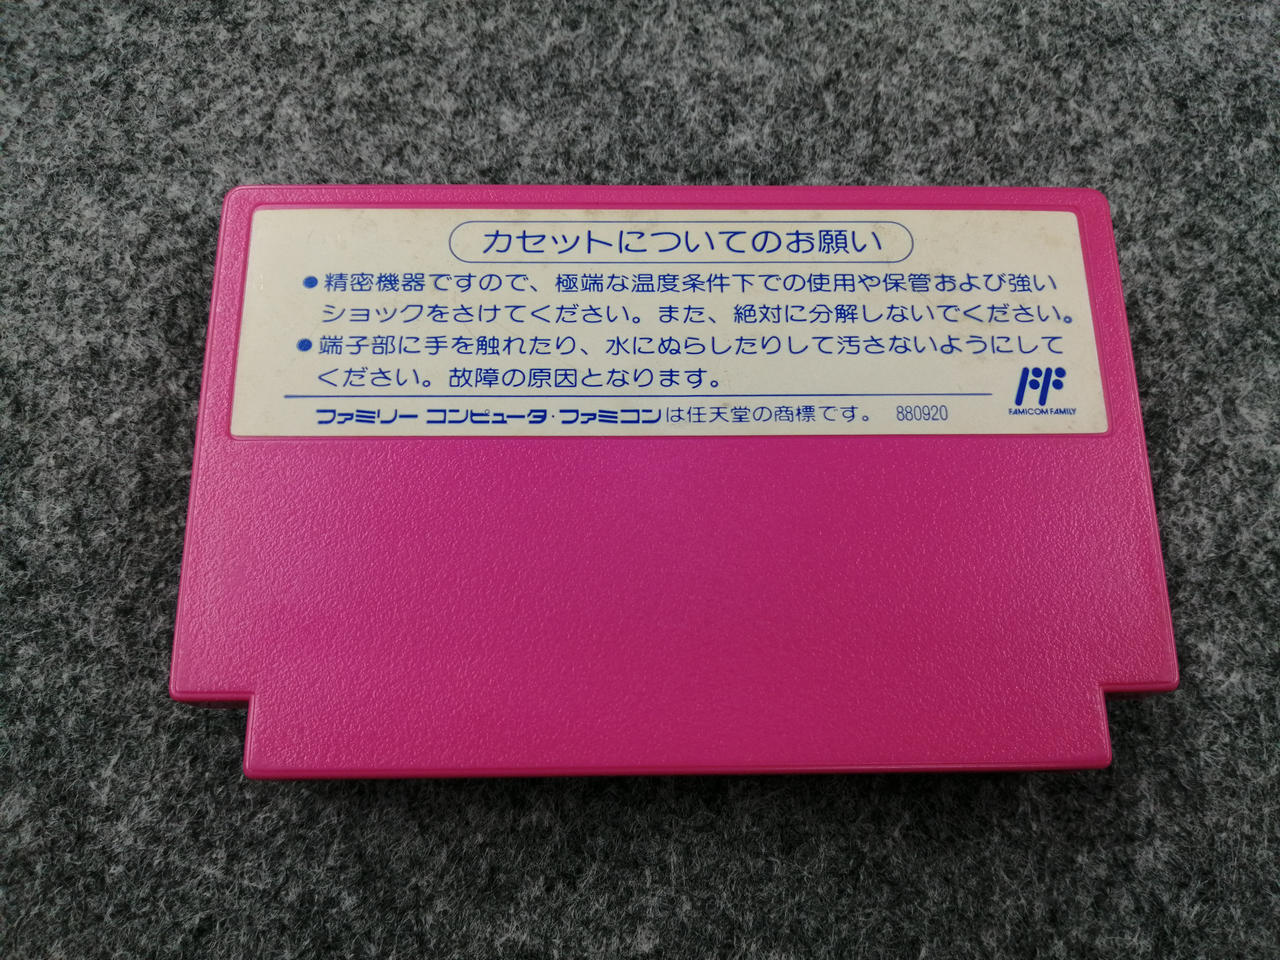 カセットについてのお願い
●精密機器ですので、極端な温度条件下での使用や保管および強い
ショックをさけてください。また、絶対に分解しないでください。
●端子部に手を触れたり、水にぬらしたりして汚さないようにして
ください。故障の原因となります。
FF
FAMICOM FAMILY
ファミリー コンピュータ・ファミコンは任天堂の商標です。 880920